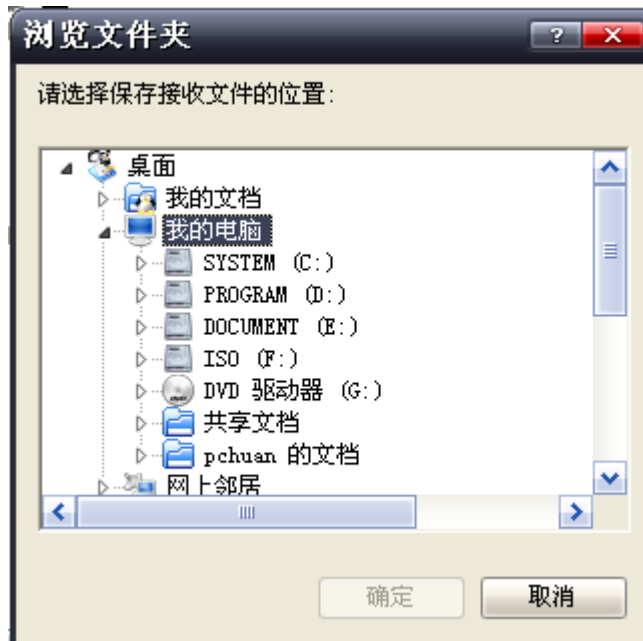 浏览文件夹
请选择保存接收文件的位置:
桌面
我的文档
我的电脑
SYSTEM (C:)
PROGRAM (D:)
DOCUMENT (E:)
ISO (F:)
DVD 驱动器 (G:)
共享文档
pchuan 的文档
网上邻居
确定 取消